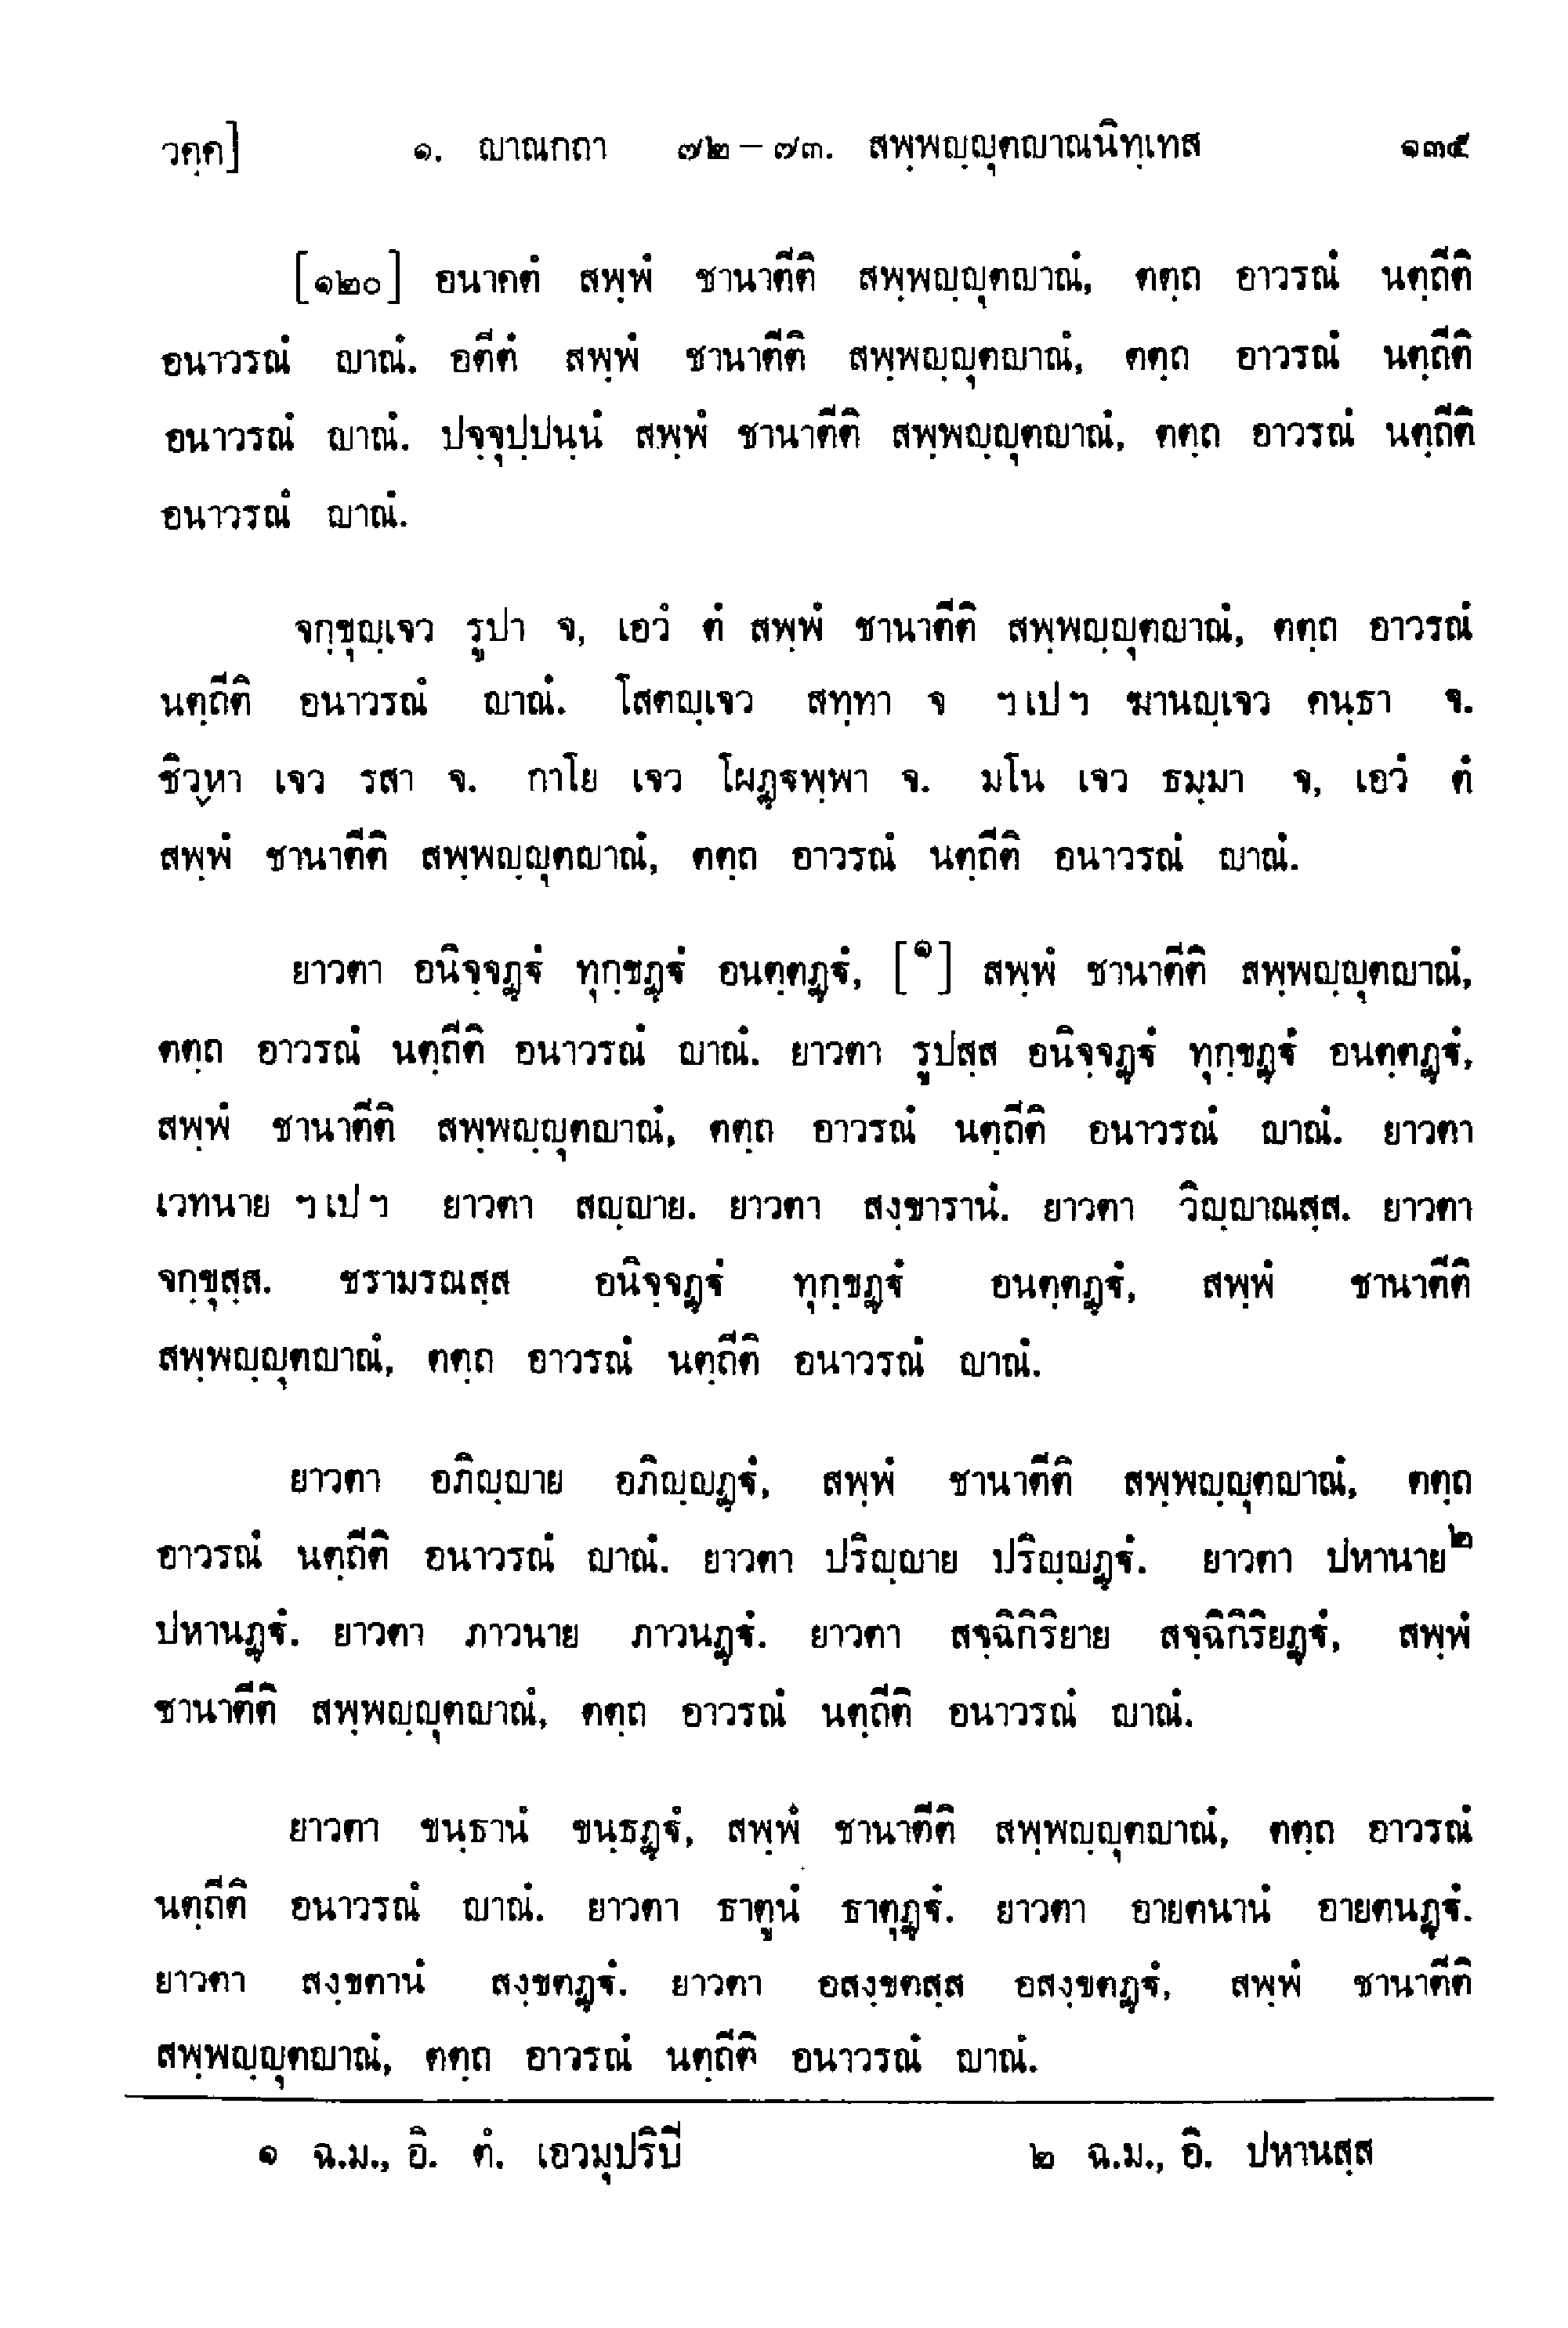 วคฺค]	๑. ญาณกถา ๗๒ – ๗๓. สพฺพญฺญุตญาณนิทฺเทส	๑๓๕
[๑๒๐] อนาคตํ สพฺพํ ชานาตีติ สพฺพญฺญุตญาณํ, ตตฺถ อาวรณํ นตฺถีติ
อนาวรณํ ญาณํ. อตีตํ สพฺพํ ชานาตีติ สพฺพญฺญุตญาณํ, ตตฺถ อาวรณํ นตฺถีติ
อนาวรณํ ญาณํ. ปจฺจุปฺปนฺนํ สพฺพํ ชานาตีติ สพฺพญฺญุตญาณํ, ตตฺถ อาวรณํ นตฺถีติ
อนาวรณํ ญาณํ.
จกฺขุญฺเจว รูปา จ, เอวํ ตํ สพฺพํ ชานาตีติ สพฺพญฺญุตญาณํ, ตตฺถ อาวรณํ
นตฺถีติ อนาวรณํ ญาณํ. โสตญฺเจว สทฺทา จ ฯเปฯ ฆานญฺเจว คนฺธา จ.
ชิวฺหา เจว รสา จ. กาโย เจว โผฏฺฐพฺพา จ. มโน เจว ธมฺมา จ, เอวํ ตํ
สพฺพํ ชานาตีติ สพฺพญฺญุตญาณํ, ตตฺถ อาวรณํ นตฺถีติ อนาวรณํ ญาณํ.
ยาวตา อนิจฺจฏฺฐํ ทุกฺขฏฺฐํ อนตฺตฏฺฐํ, [๑] สพฺพํ ชานาตีติ สพฺพญฺญุตญาณํ,
ตตฺถ อาวรณํ นตฺถีติ อนาวรณํ ญาณํ. ยาวตา รูปสฺส อนิจฺจฏฺฐํ ทุกฺขฏฺฐํ อนตฺตฏฺฐํ,
สพฺพํ ชานาตีติ สพฺพญฺญุตญาณํ, ตตฺถ อาวรณํ นตฺถีติ อนาวรณํ ญาณํ. ยาวตา
เวทนาย ฯเปฯ ยาวตา สญฺญาย. ยาวตา สงฺขารานํ. ยาวตา วิญฺญาณสฺส. ยาวตา
จกฺขุสฺส. ชรามรณสฺส อนิจฺจฏฺฐํ ทุกฺขฏฺฐํ อนตฺตฏฺฐํ, สพฺพํ ชานาตีติ
สพฺพญฺญุตญาณํ, ตตฺถ อาวรณํ นตฺถีติ อนาวรณํ ญาณํ.
ยาวตา อภิญฺญาย อภิญฺญฏฺฐํ, สพฺพํ ชานาตีติ สพฺพญฺญุตญาณํ, ตตฺถ
อาวรณํ นตฺถีติ อนาวรณํ ญาณํ. ยาวตา ปริญฺญาย ปริญฺญฏฺฐํ. ยาวตา ปหานาย๒
ปหานฏฺฐํ. ยาวตา ภาวนาย ภาวนฏฺฐํ. ยาวตา สจฺฉิกิริยาย สจฺฉิกิริยฏฺฐํ, สพฺพํ
ชานาตีติ สพฺพญฺญุตญาณํ, ตตฺถ อาวรณํ นตฺถีติ อนาวรณํ ญาณํ.
ยาวตา ขนฺธานํ ขนฺธฏฺฐํ, สพฺพํ ชานาตีติ สพฺพญฺญุตญาณํ, ตตฺถ อาวรณํ
นตฺถีติ อนาวรณํ ญาณํ. ยาวตา ธาตูนํ ธาตุฏฺฐํ. ยาวตา อายตนานํ อายตนฏฺฐํ.
ยาวตา สงฺขตานํ สงฺขตฏฺฐํ. ยาวตา อสงฺขตสฺส อสงฺขตฏฺฐํ, สพฺพํ ชานาตีติ
สพฺพญฺญุตญาณํ, ตตฺถ อาวรณํ นตฺถีติ อนาวรณํ ญาณํ.
๑ ฉ.ม., อิ. ตํ. เอวมุปริปี	๒ ฉ.ม., อิ. ปหานสฺส